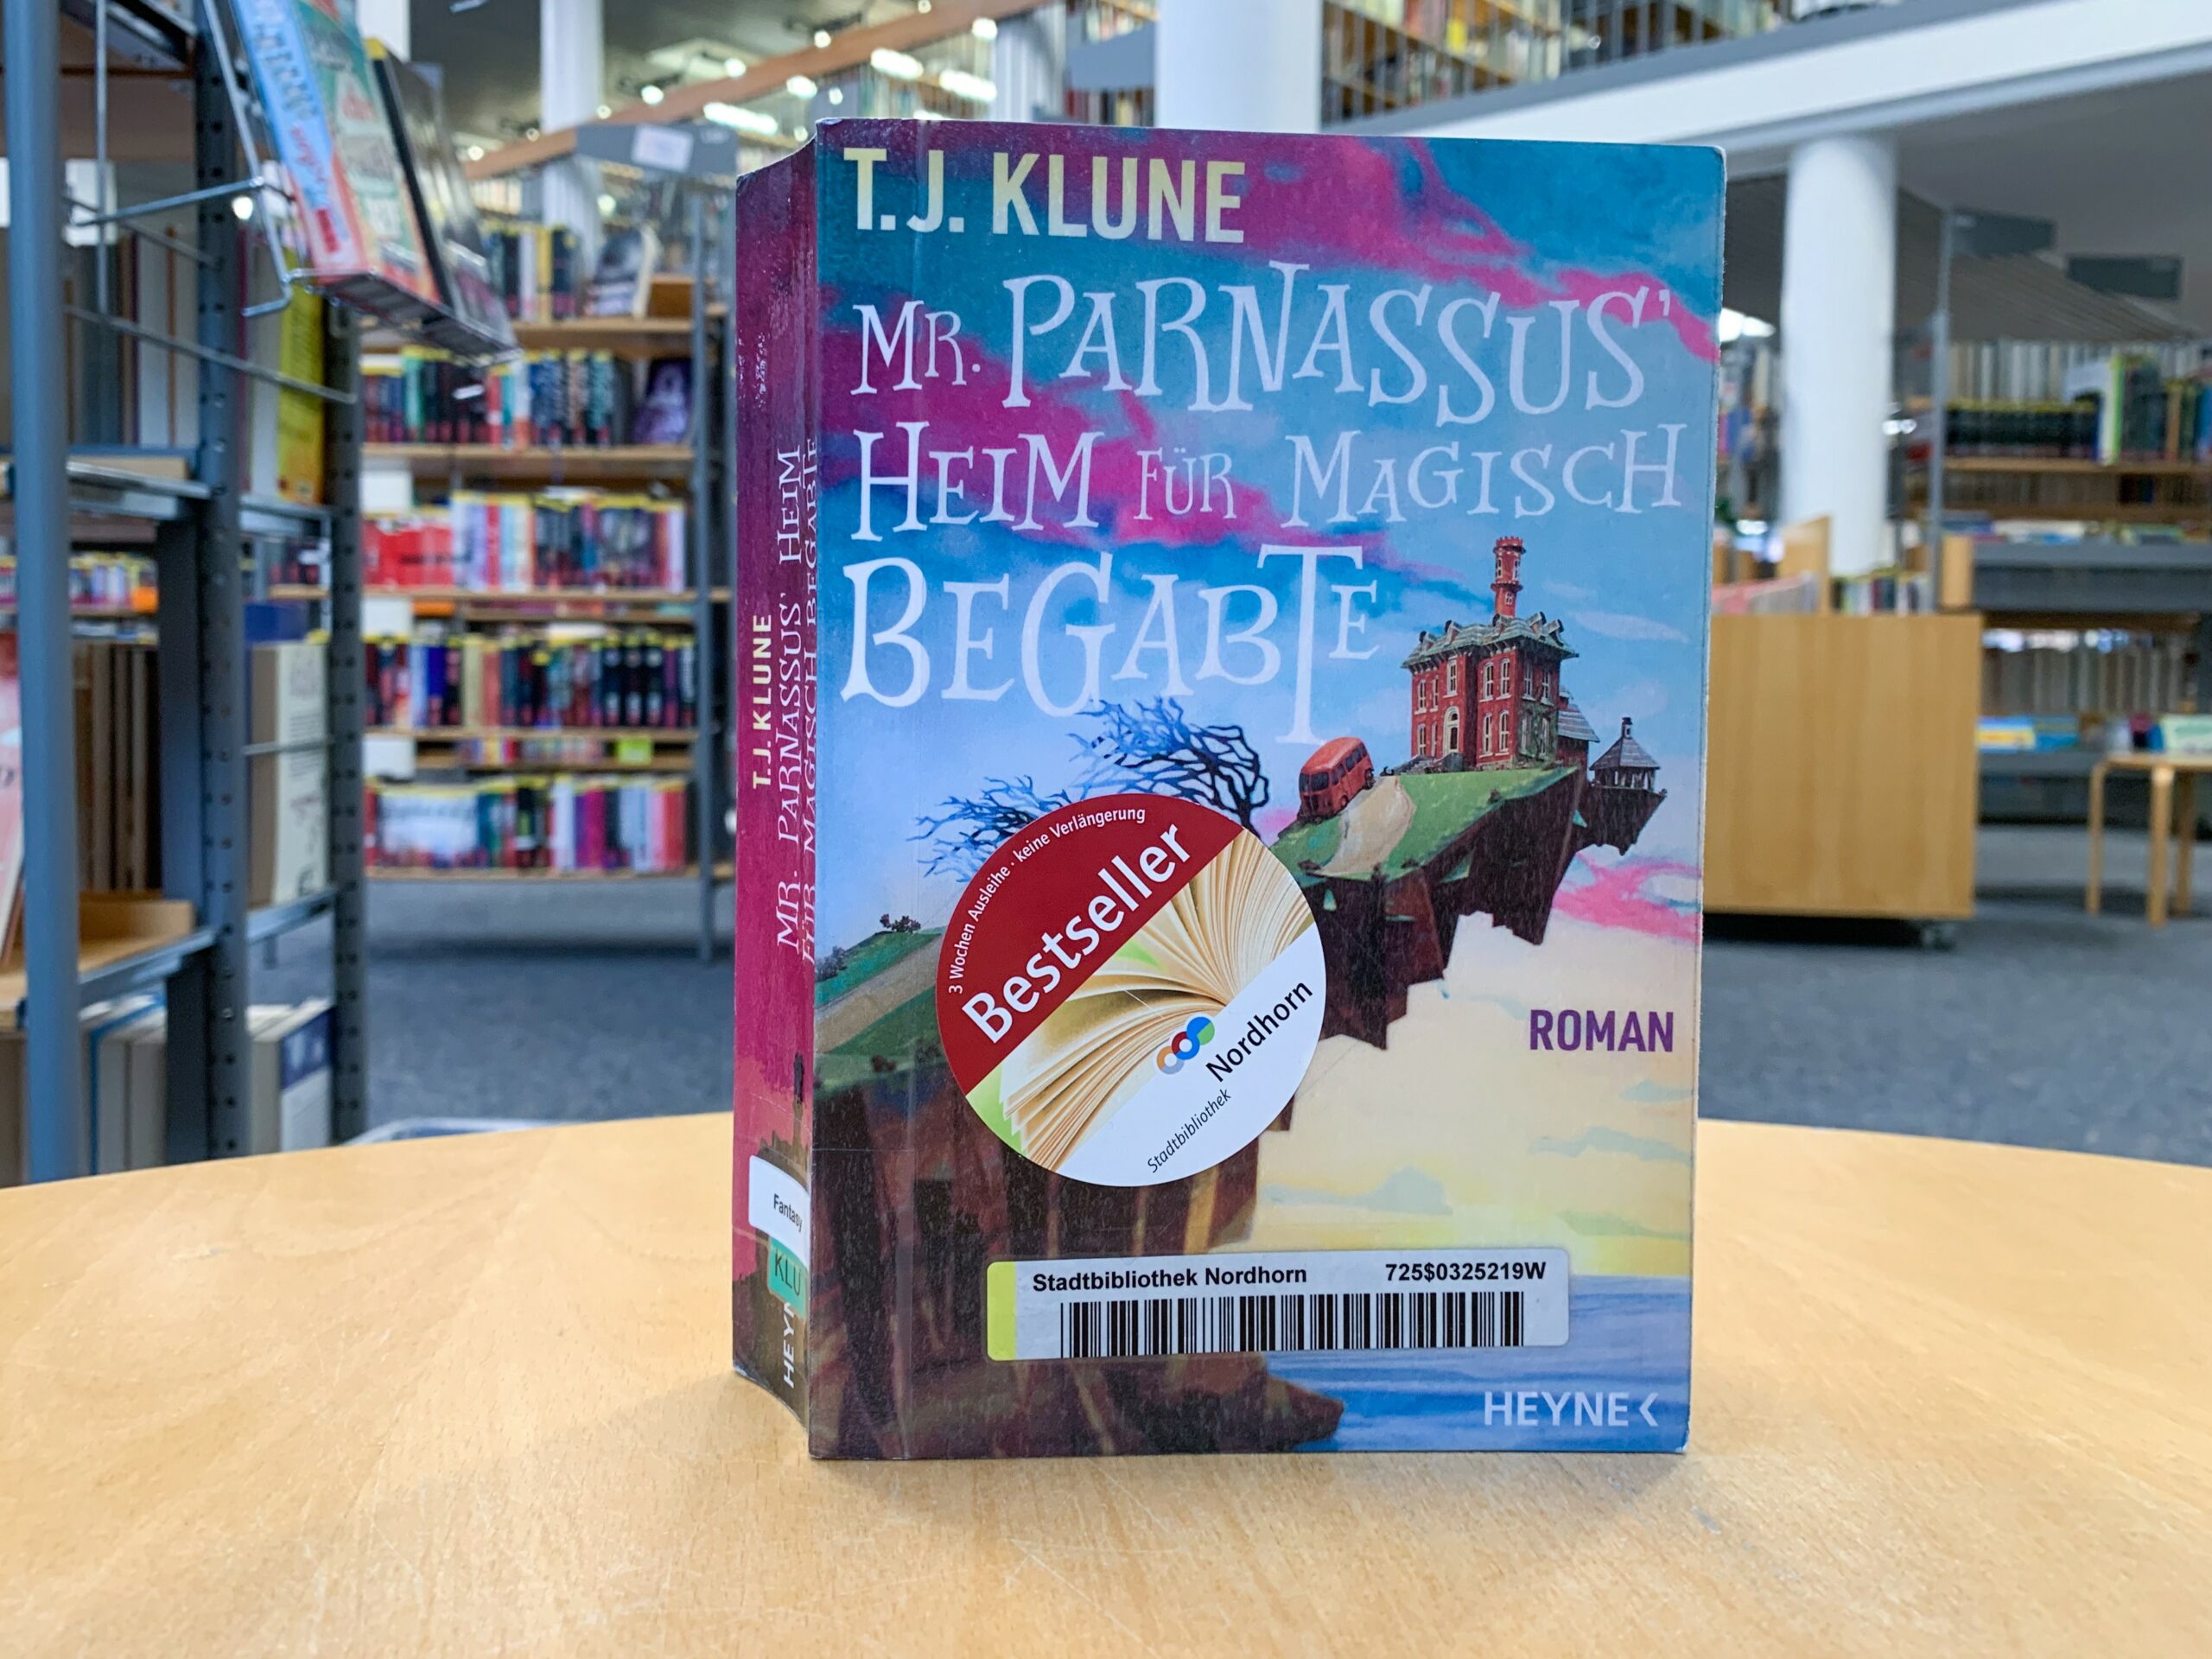 T.J. KLUNE
MR. PARNASSUS'
HEIM FÜR MAGISCH
BEGABTE
3 Wochen Ausleihe · keine Verlängerung
Bestseller
Nordhorn
Stadtbibliothek
ROMAN
Stadtbibliothek Nordhorn 725$0325219W
HEYNE <
T.J. KLUNE
MR. PARNASSUS' HEIM
FÜR MAGISCH BEGABTE
Fantasy
KLU